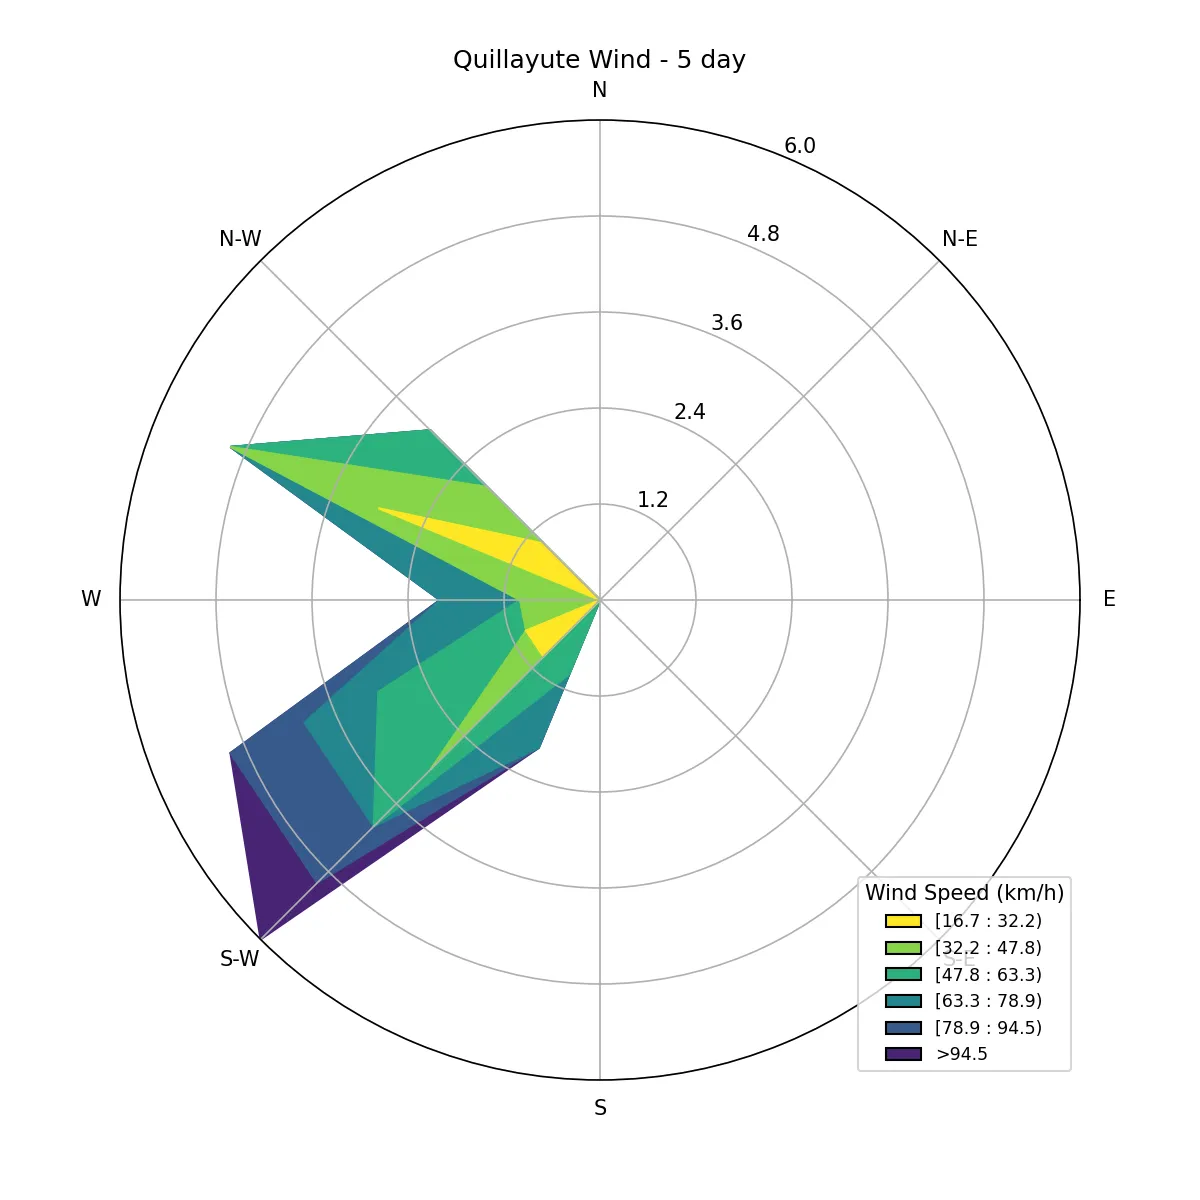 Quillayute Wind - 5 day
N
6.0
N-W
4.8
N-E
3.6
2.4
1.2
W
E
S-W
S-E
Wind Speed (km/h)
[16.7 : 32.2)
[32.2 : 47.8)
[47.8 : 63.3)
[63.3 : 78.9)
[78.9 : 94.5)
>94.5
S